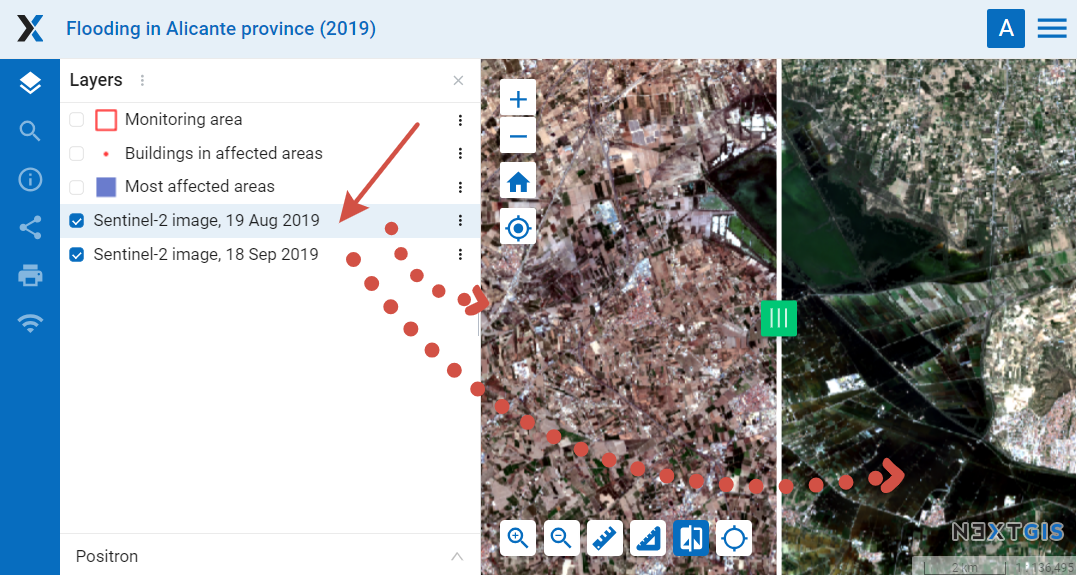 Flooding in Alicante province (2019)
A
Layers
Monitoring area
Buildings in affected areas
Most affected areas
Sentinel-2 image, 19 Aug 2019
Sentinel-2 image, 18 Sep 2019
Positron
NEXTGIS
2 km
1 : 136,495